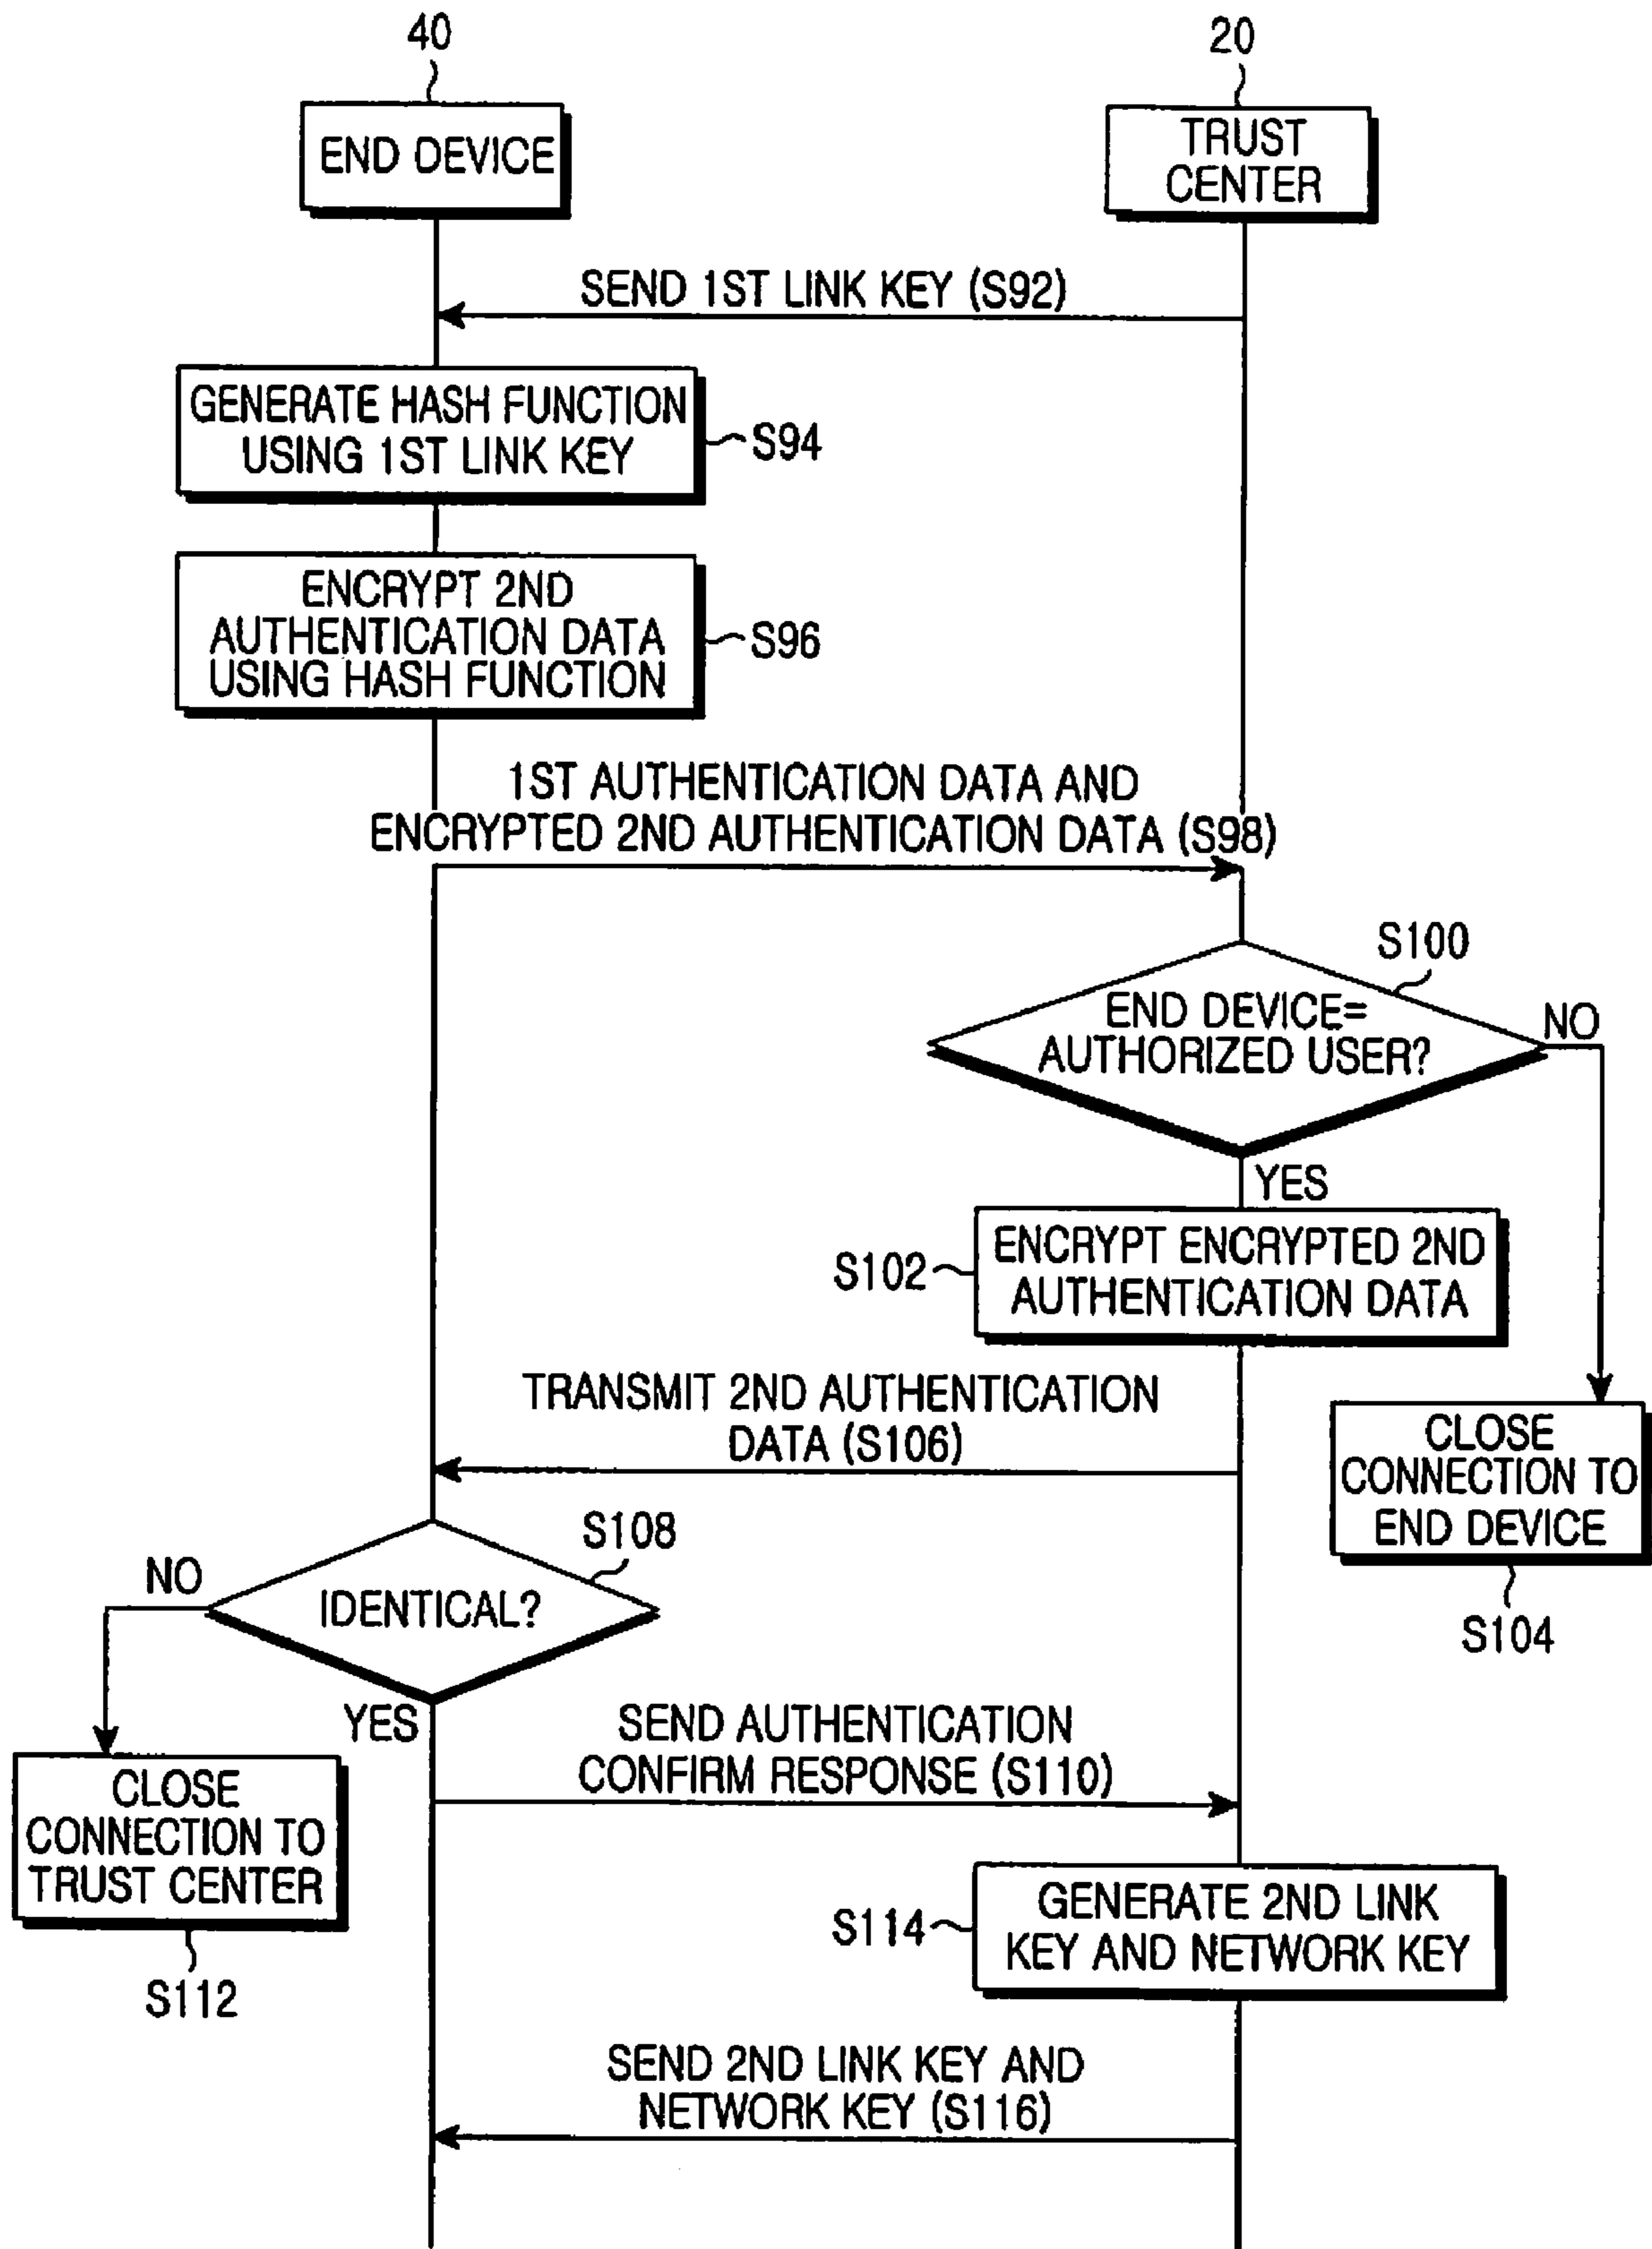 40
20
END DEVICE
TRUST
CENTER
SEND 1ST LINK KEY (S92)
GENERATE HASH FUNCTION
USING 1ST LINK KEY
S94
ENCRYPT 2ND
AUTHENTICATION DATA
USING HASH FUNCTION
S96
1ST AUTHENTICATION DATA AND
ENCRYPTED 2ND AUTHENTICATION DATA (S98)
S100
END DEVICE=
AUTHORIZED USER?
NO
YES
S102
ENCRYPT ENCRYPTED 2ND
AUTHENTICATION DATA
TRANSMIT 2ND AUTHENTICATION
DATA (S106)
CLOSE
CONNECTION TO
END DEVICE
S104
S108
NO
IDENTICAL?
YES
SEND AUTHENTICATION
CONFIRM RESPONSE (S110)
CLOSE
CONNECTION TO
TRUST CENTER
S112
S114
GENERATE 2ND LINK
KEY AND NETWORK KEY
SEND 2ND LINK KEY AND
NETWORK KEY (S116)